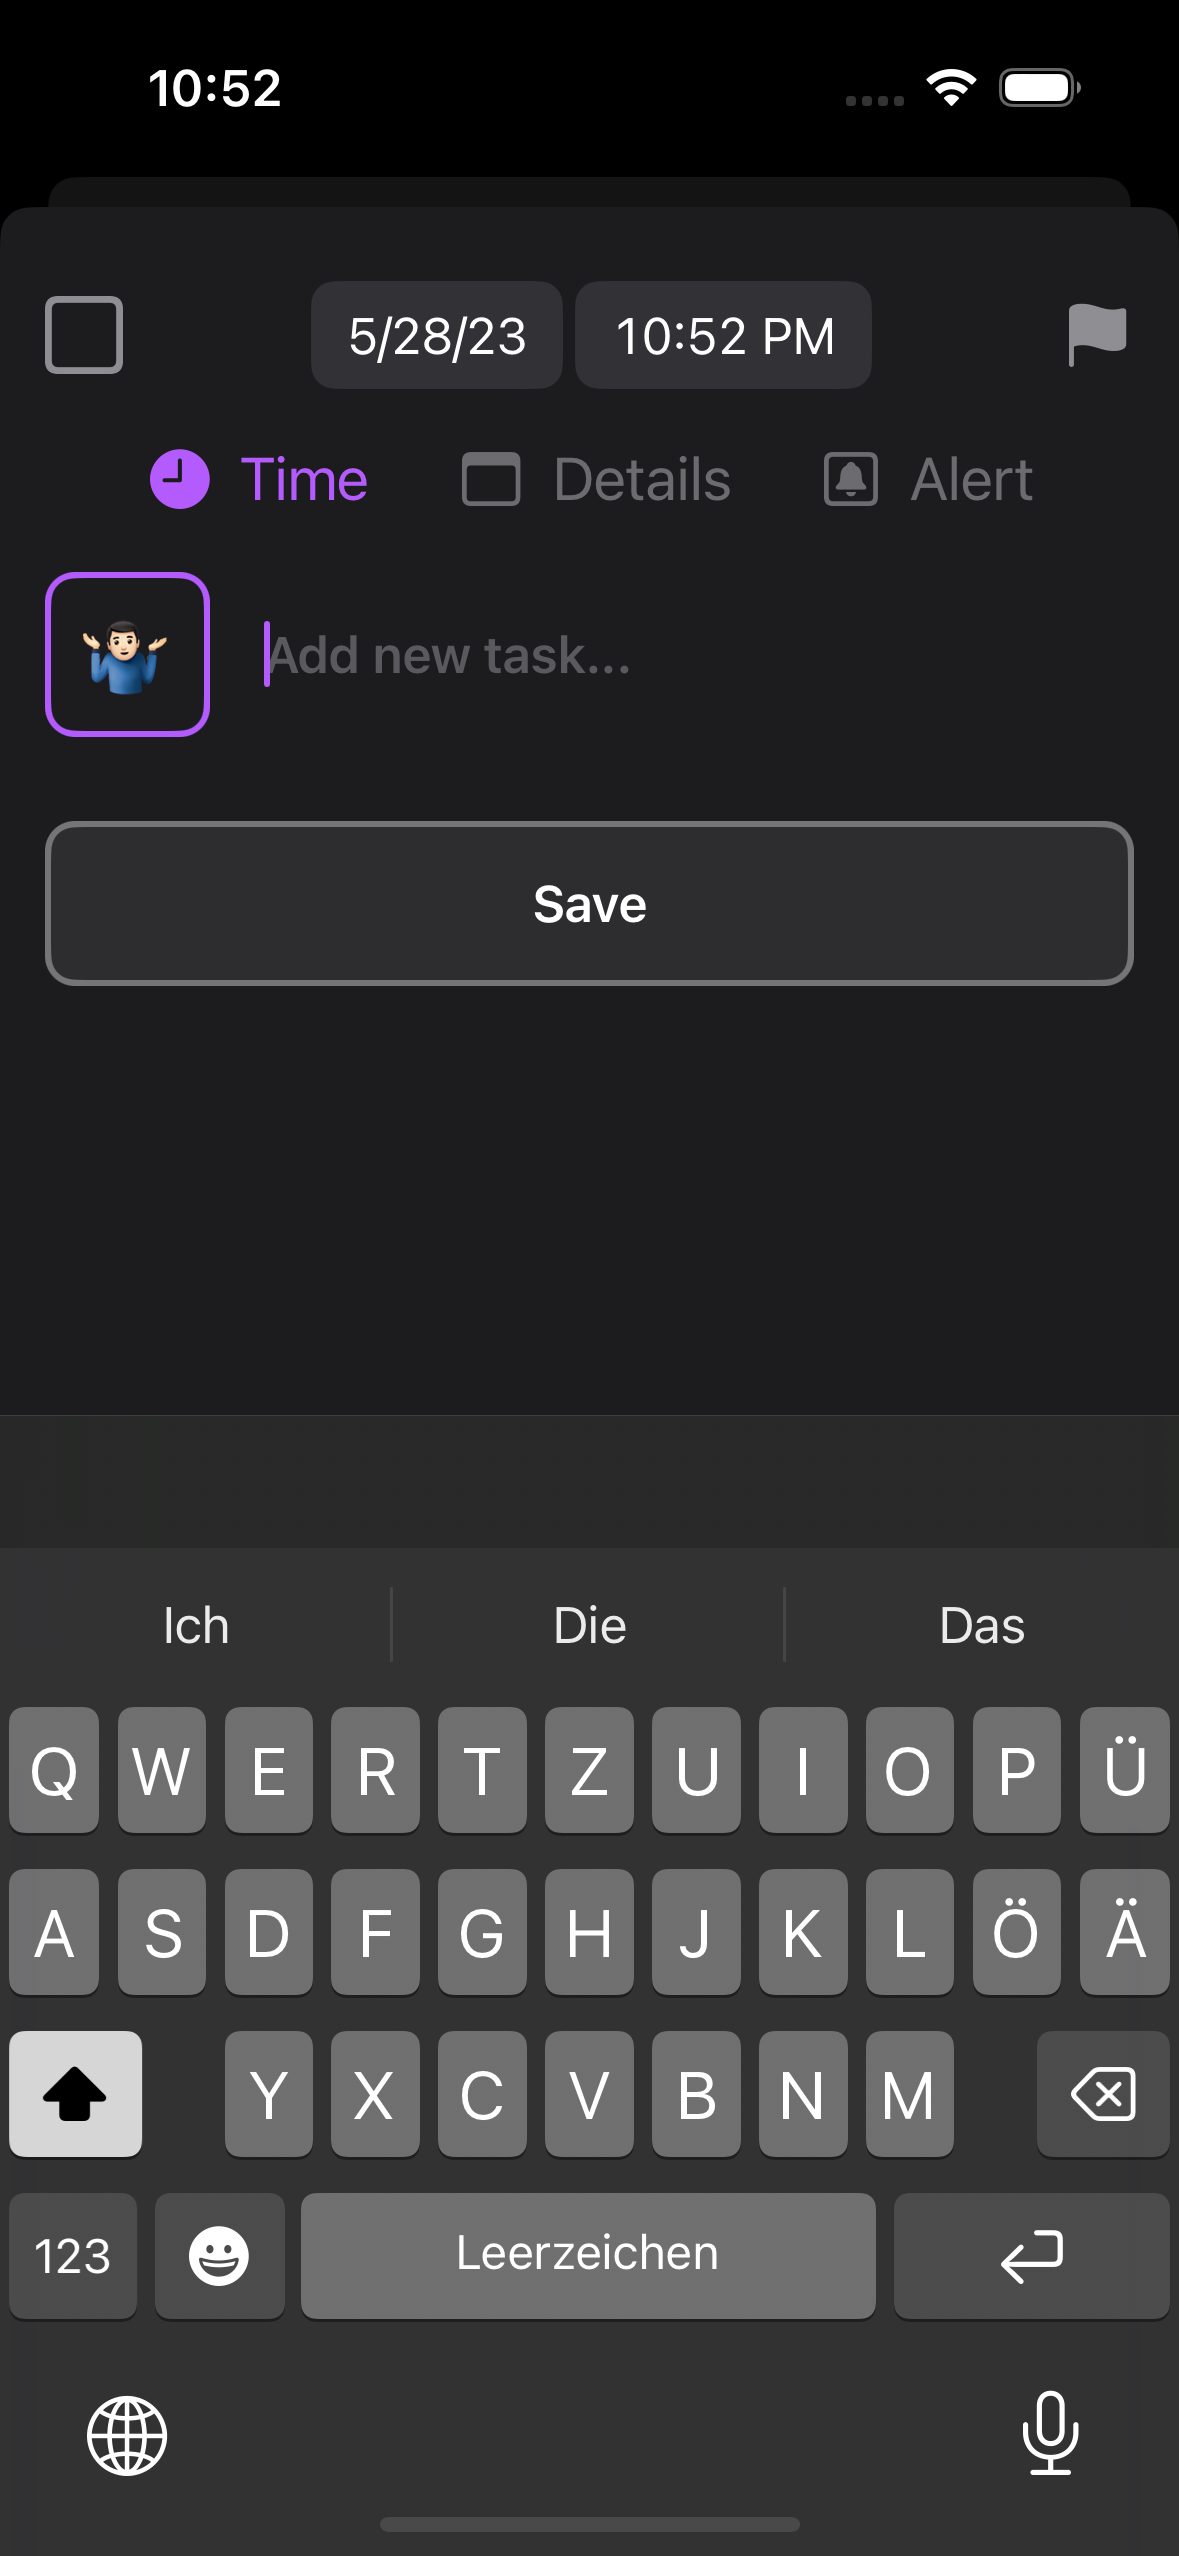 10:52
5/28/23 10:52 PM
Time Details Alert
Add new task...
Save
Ich Die Das
Q W E R T Z U I O P Ü
A S D F G H J K L Ö Ä
Y X C V B N M
123 Leerzeichen